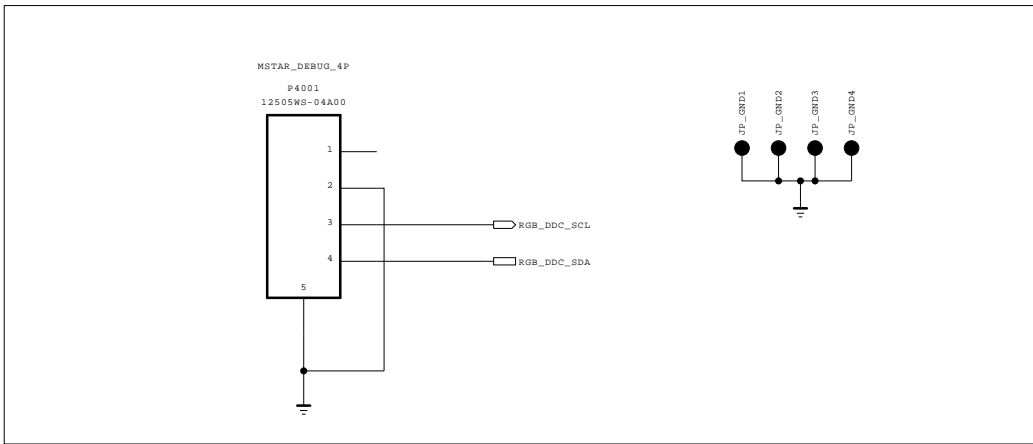 MSTAR_DEBUG_4P
P4001
12505WS-04A00
1
2
3
4
5
RGB_DDC_SCL
RGB_DDC_SDA
JP_GND1
JP_GND2
JP_GND3
JP_GND4